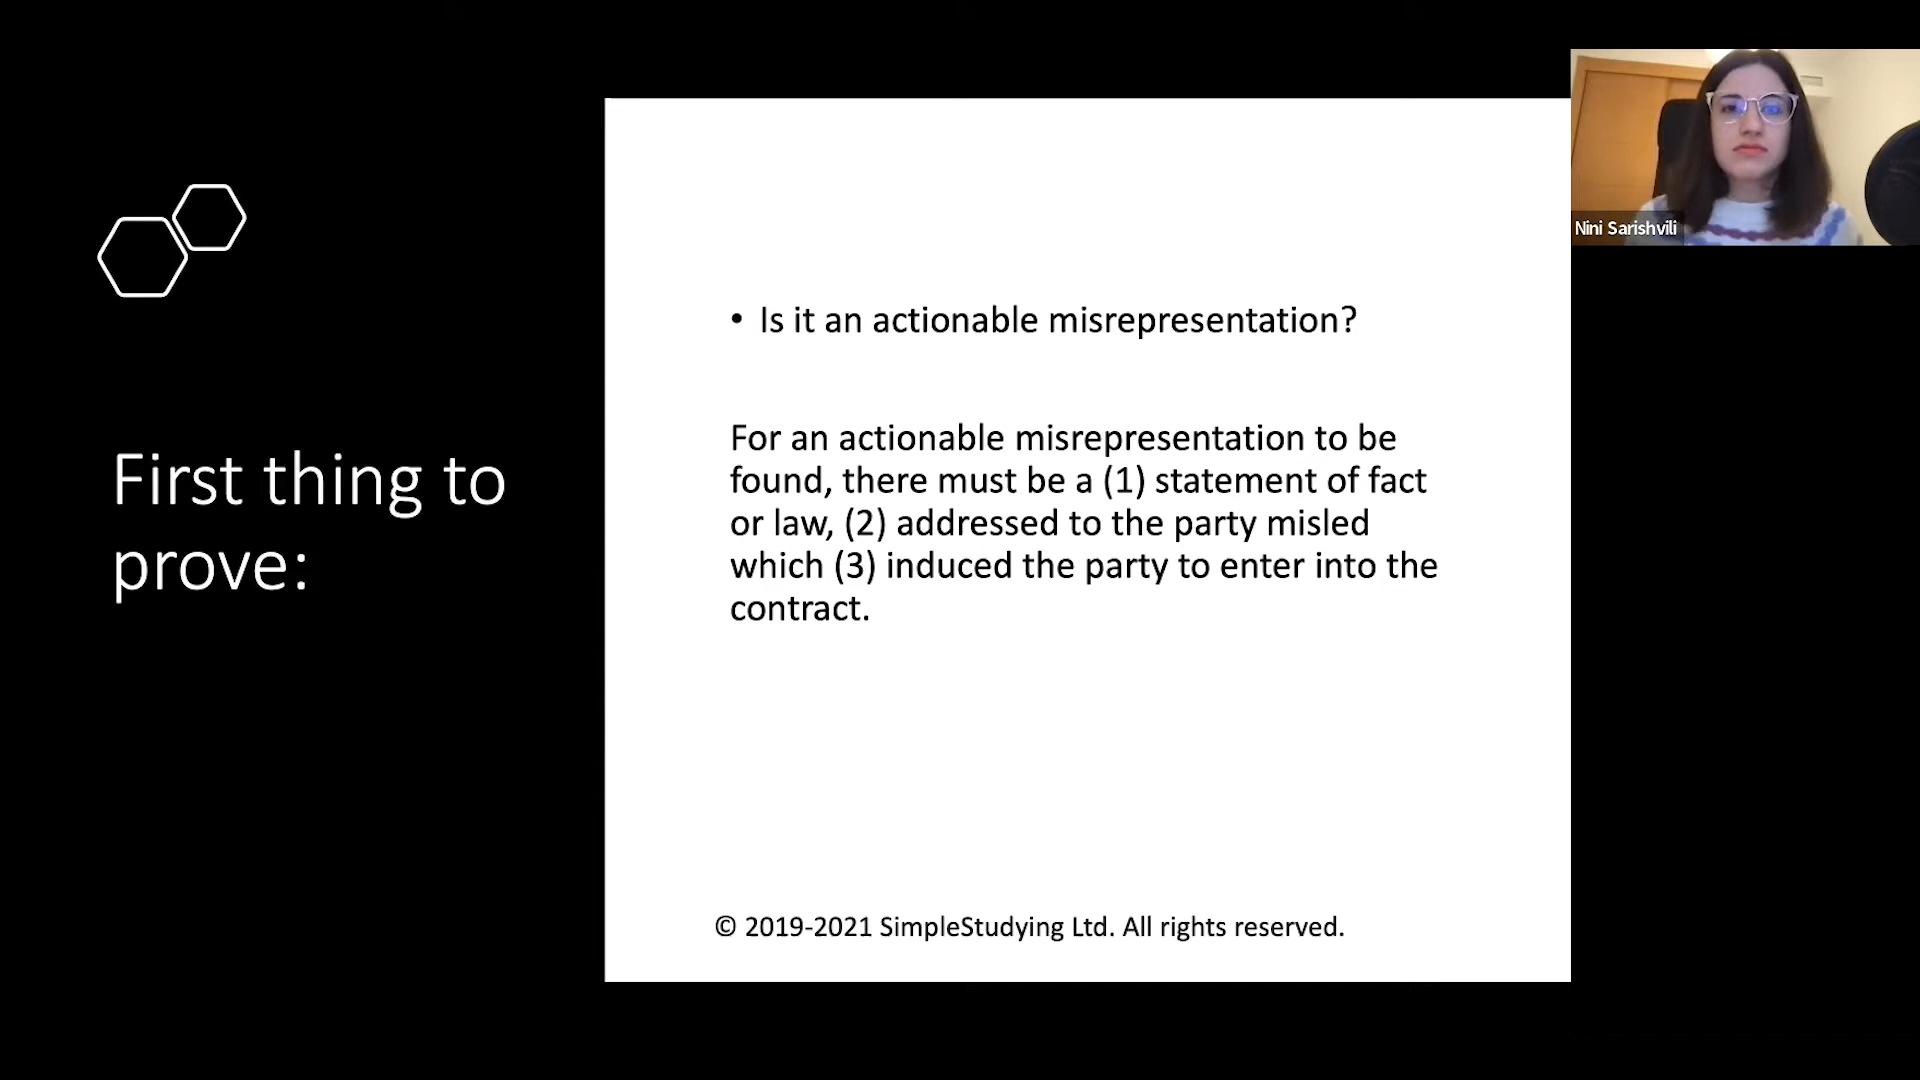 First thing to
prove:
• Is it an actionable misrepresentation?
For an actionable misrepresentation to be
found, there must be a (1) statement of fact
or law, (2) addressed to the party misled
which (3) induced the party to enter into the
contract.
© 2019-2021 SimpleStudying Ltd. All rights reserved.
Nini Sarishvili